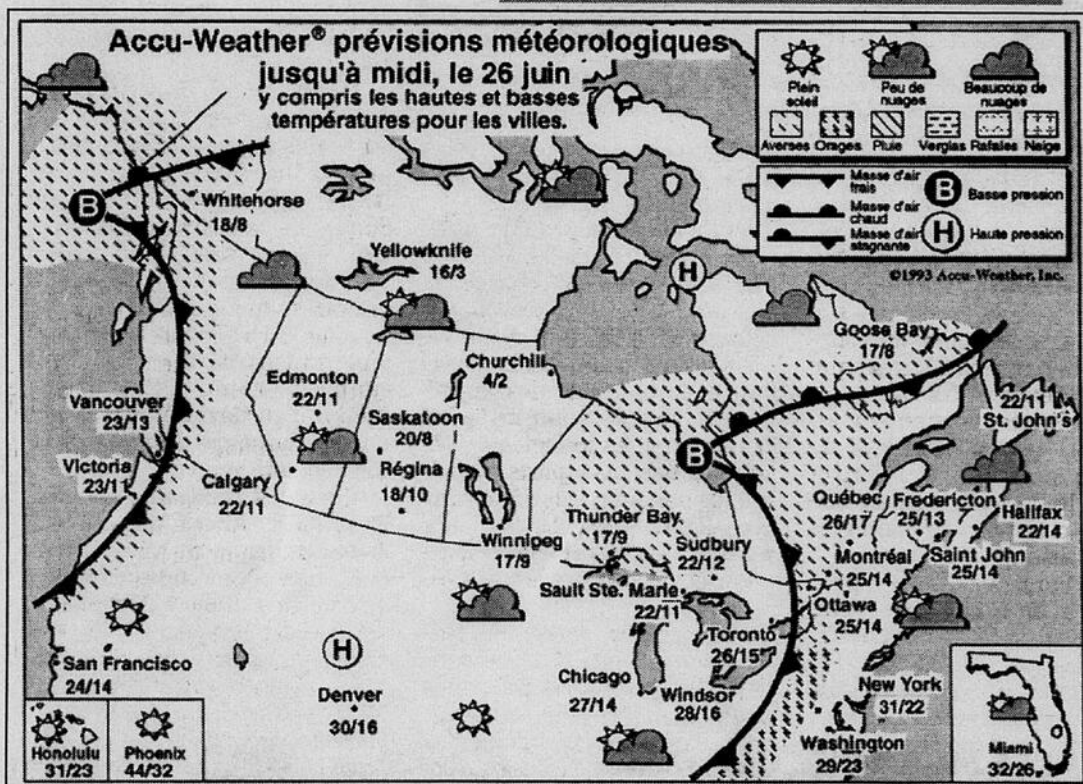 Accu-Weather® prévisions météorologiques
jusqu'à midi, le 26 juin
y compris les hautes et basses
températures pour les villes.
Plein
soleil
Peu de
nuages
Beaucoup de
nuages
Averses
Orages
Pluie
Verglas
Rafales
Neige
Masse d'air
frais
Masse d'air
chaud
Masse d'air
stagnante
B
Basse pression
H
Haute pression
©1993 Accu-Weather, Inc.
B
Whitehorse
18/8
Yellowknife
16/3
H
Goose Bay
17/8
Churchill
4/2
Edmonton
22/11
Vancouver
23/13
Saskatoon
20/8
22/11
St. John's
B
Victoria
23/11
Calgary
22/11
Régina
18/10
Québec
26/17
Fredericton
25/13
Halifax
22/14
Winnipeg
17/9
Thunder Bay
17/9
Sudbury
22/12
Montréal
25/14
Saint John
25/14
Sault Ste. Marie
22/11
Ottawa
25/14
Toronto
26/15
San Francisco
24/14
H
Denver
30/16
Chicago
27/14
Windsor
28/16
New York
31/22
Washington
29/23
Honolulu
31/23
Phoenix
44/32
Miami
32/26